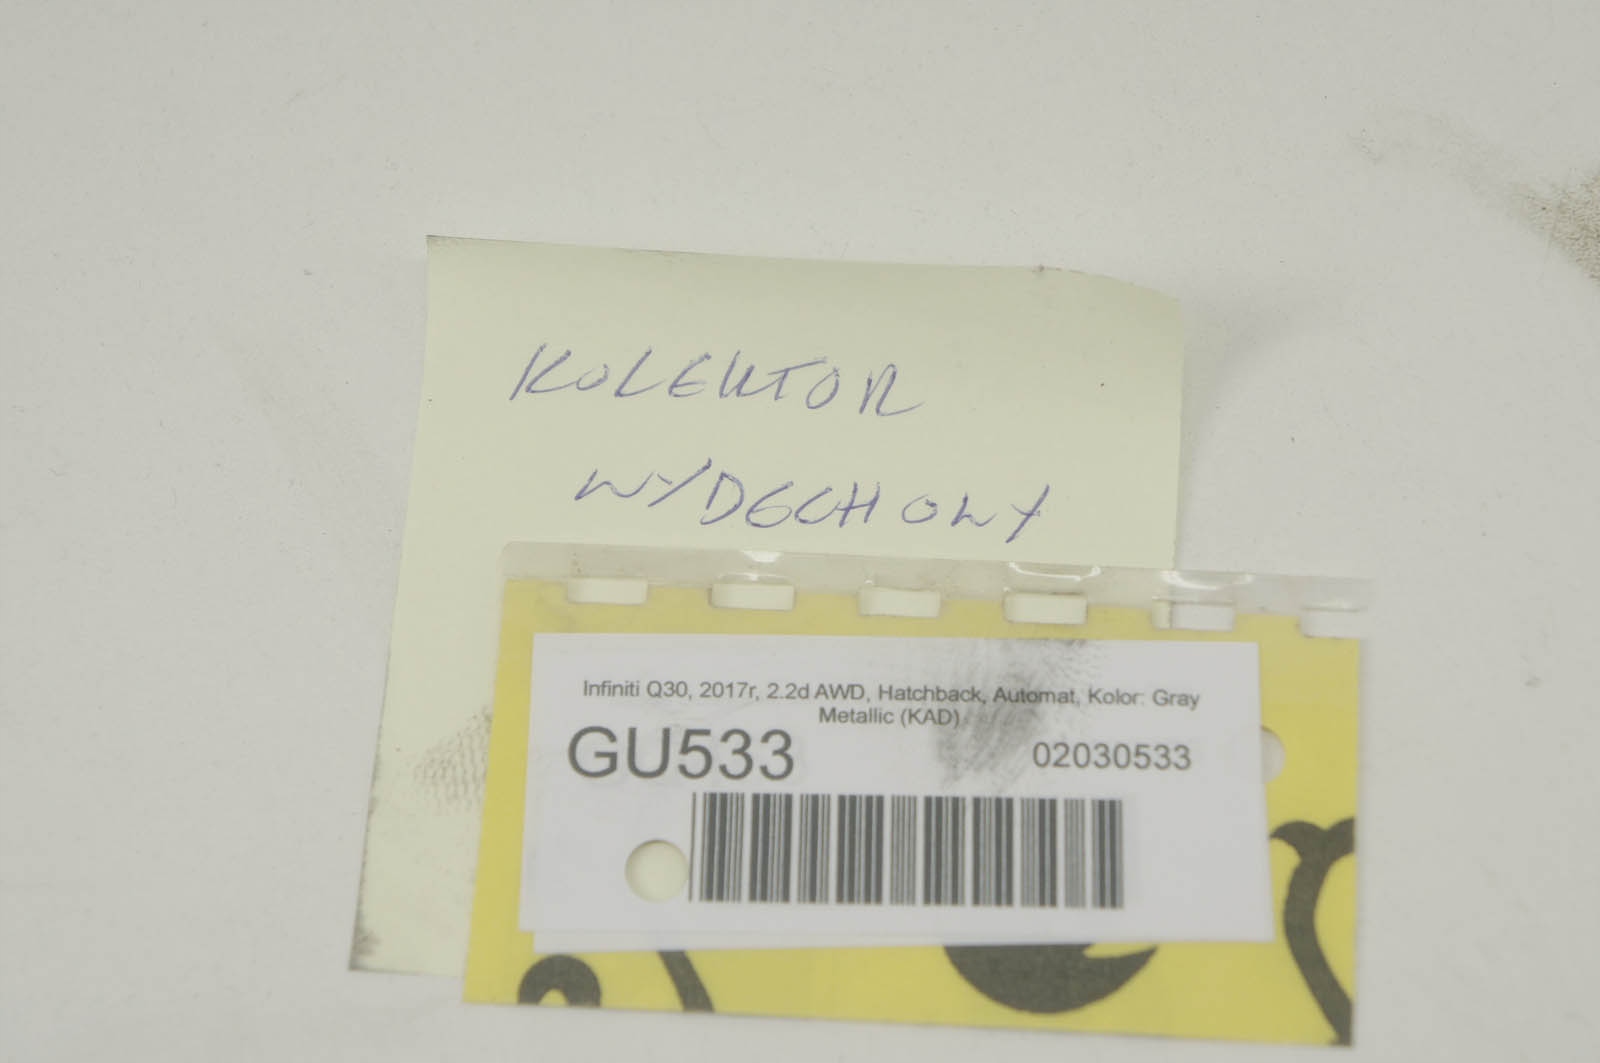 KOLEKTOR
WYDECHOWY
Infiniti Q30, 2017r, 2.2d AWD, Hatchback, Automat, Kolor: Gray
Metallic (KAD)
GU533
02030533